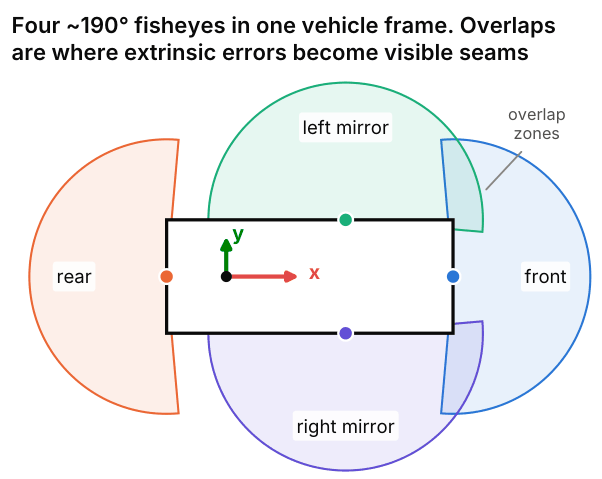 Four ~190° fisheyes in one vehicle frame. Overlaps
are where extrinsic errors become visible seams
overlap
zones
left mirror
y
x
rear
front
right mirror